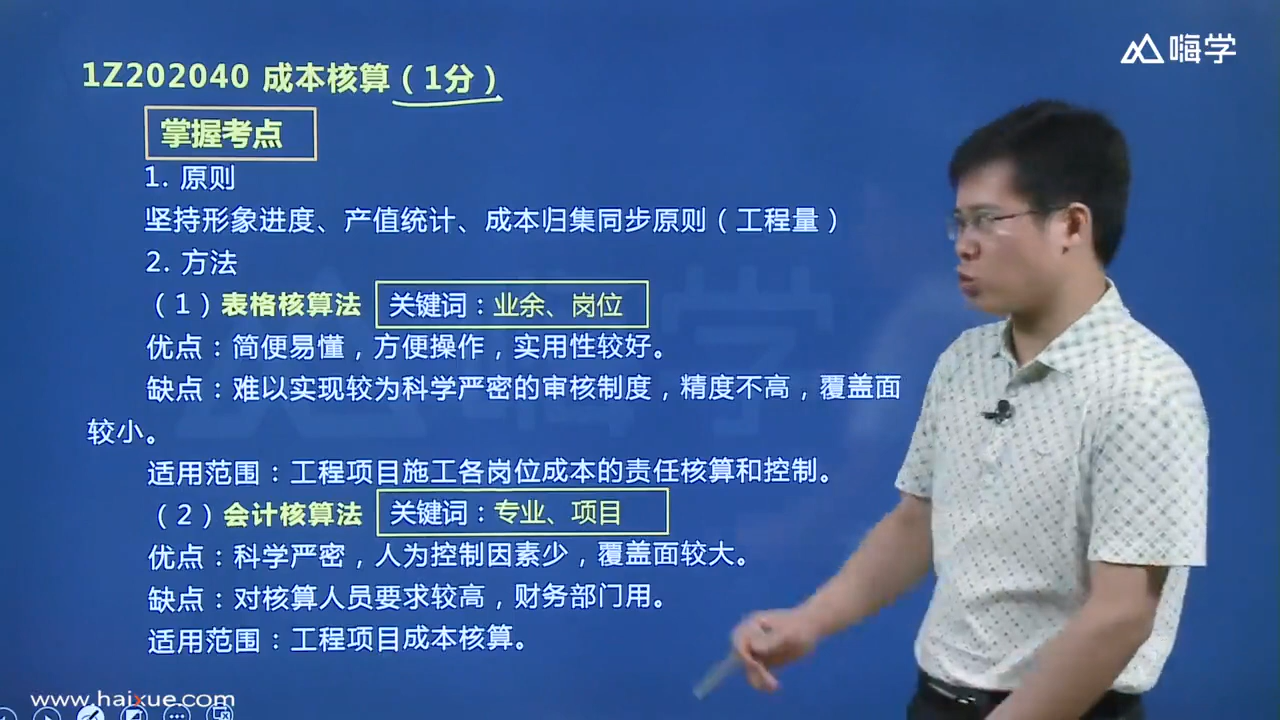 嗨学
1Z202040 成本核算（1分）
掌握考点
1. 原则
坚持形象进度、产值统计、成本归集同步原则（工程量）
2. 方法
（1）表格核算法 关键词：业余、岗位
优点：简便易懂，方便操作，实用性较好。
缺点：难以实现较为科学严密的审核制度，精度不高，覆盖面
较小。
适用范围：工程项目施工各岗位成本的责任核算和控制。
（2）会计核算法 关键词：专业、项目
优点：科学严密，人为控制因素少，覆盖面较大。
缺点：对核算人员要求较高，财务部门用。
适用范围：工程项目成本核算。
www.haixue.com